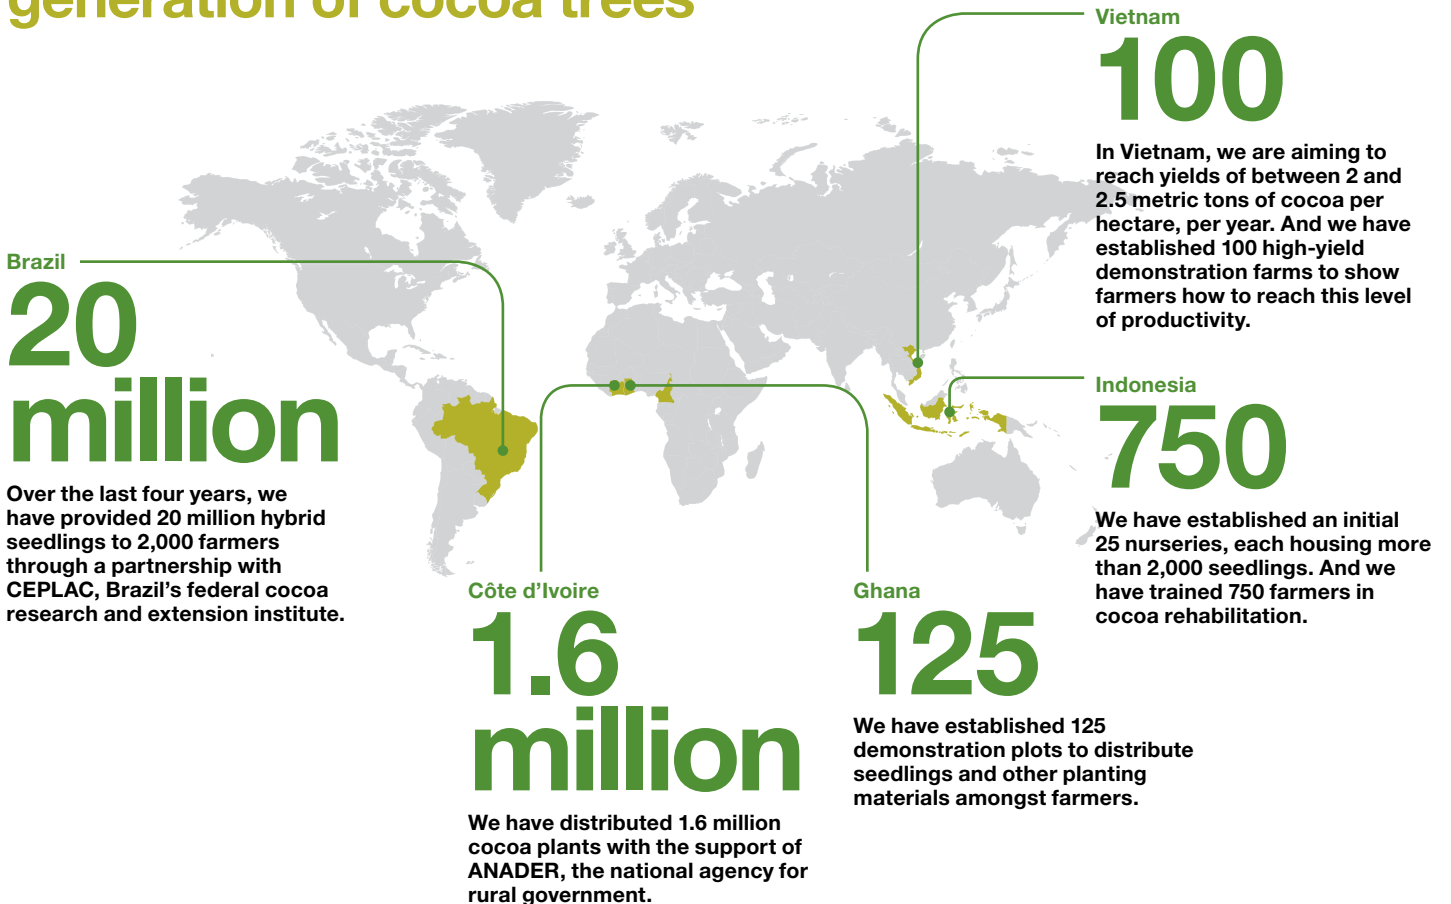 generation of cocoa trees
Vietnam
100
In Vietnam, we are aiming to
reach yields of between 2 and
2.5 metric tons of cocoa per
hectare, per year. And we have
established 100 high-yield
demonstration farms to show
farmers how to reach this level
of productivity.
Brazil
20
million
Over the last four years, we
have provided 20 million hybrid
seedlings to 2,000 farmers
through a partnership with
CEPLAC, Brazil’s federal cocoa
research and extension institute.
Indonesia
750
We have established an initial
25 nurseries, each housing more
than 2,000 seedlings. And we
have trained 750 farmers in
cocoa rehabilitation.
Côte d’Ivoire
1.6
million
We have distributed 1.6 million
cocoa plants with the support of
ANADER, the national agency for
rural government.
Ghana
125
We have established 125
demonstration plots to distribute
seedlings and other planting
materials amongst farmers.